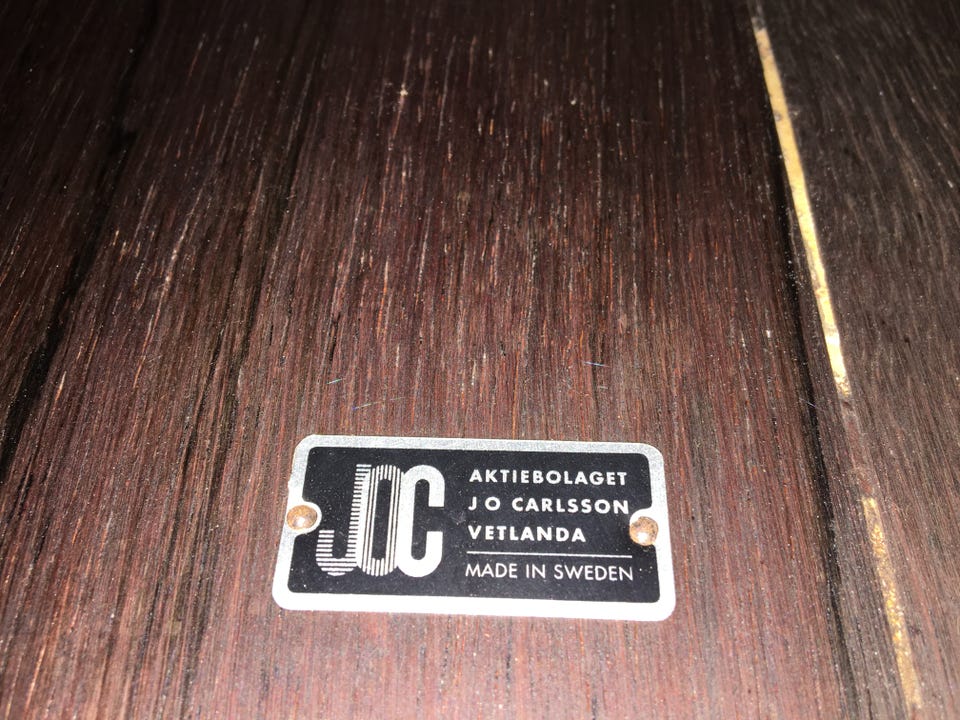 JOC
AKTIEBOLAGET
J O CARLSSON
VETLANDA
MADE IN SWEDEN